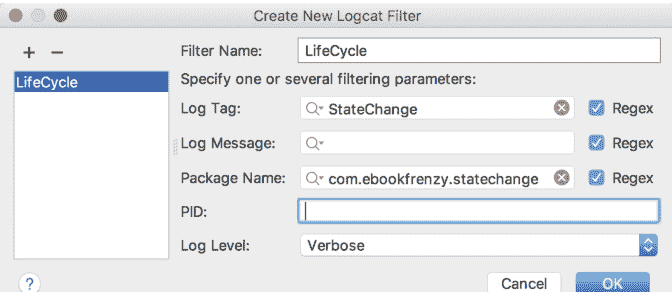 Create New Logcat Filter
+ −
LifeCycle
Filter Name: LifeCycle
Specify one or several filtering parameters:
Log Tag: StateChange Regex
Log Message: Regex
Package Name: com.ebookfrenzy.statechange Regex
PID:
Log Level: Verbose
? Cancel OK